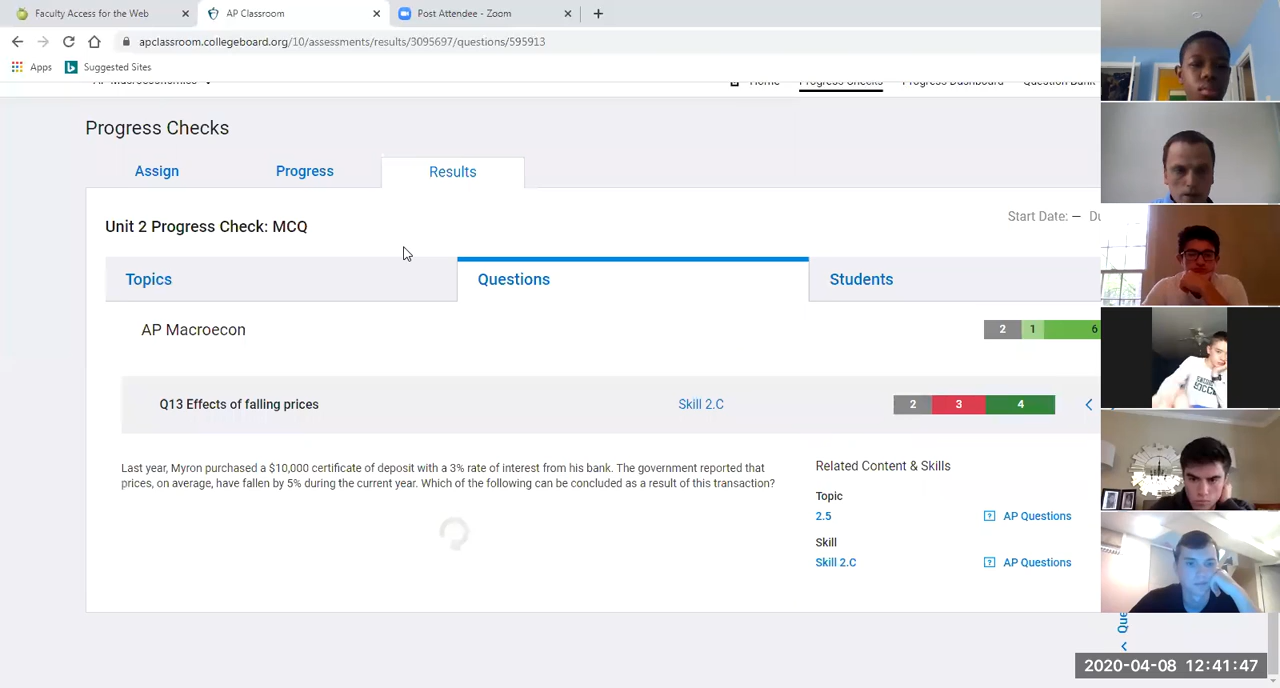 Faculty Access for the Web
AP Classroom
Post Attendee - Zoom
apclassroom.collegeboard.org/10/assessments/results/3095697/questions/595913
Apps
Suggested Sites
AP Macroeconomics
Home
Progress Checks
Progress Dashboard
Question Bank
Progress Checks
Assign
Progress
Results
Unit 2 Progress Check: MCQ
Start Date: — Du
Topics
Questions
Students
AP Macroecon
2 1 6
Q13 Effects of falling prices
Skill 2.C
2 3 4
Last year, Myron purchased a $10,000 certificate of deposit with a 3% rate of interest from his bank. The government reported that
prices, on average, have fallen by 5% during the current year. Which of the following can be concluded as a result of this transaction?
Related Content & Skills
Topic
2.5
AP Questions
Skill
Skill 2.C
AP Questions
Que
2020-04-08 12:41:47